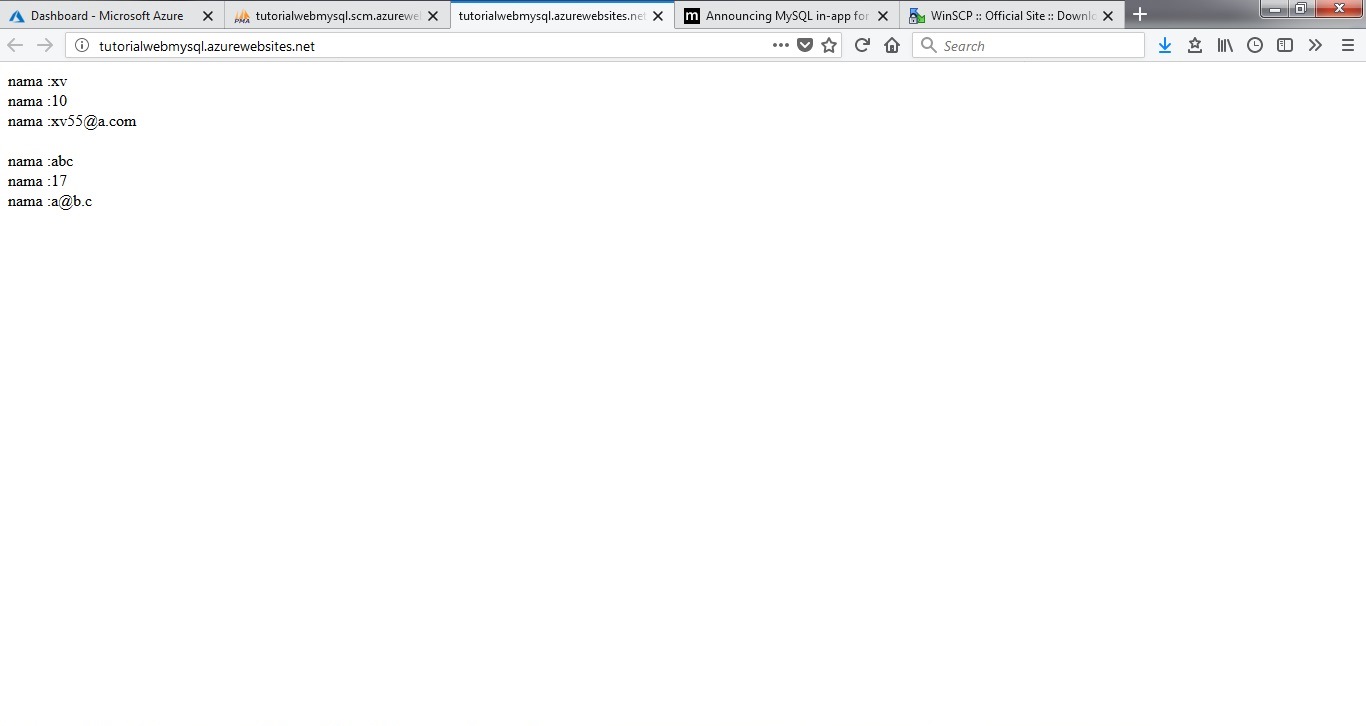 Dashboard - Microsoft Azure
tutorialwebmysql.scm.azurewe
tutorialwebmysql.azurewebsites.ne
m Announcing MySQL in-app for
WinSCP :: Official Site :: Downlo
tutorialwebmysql.azurewebsites.net
Search
nama :xv
nama :10
nama :xv55@a.com
nama :abc
nama :17
nama :a@b.c